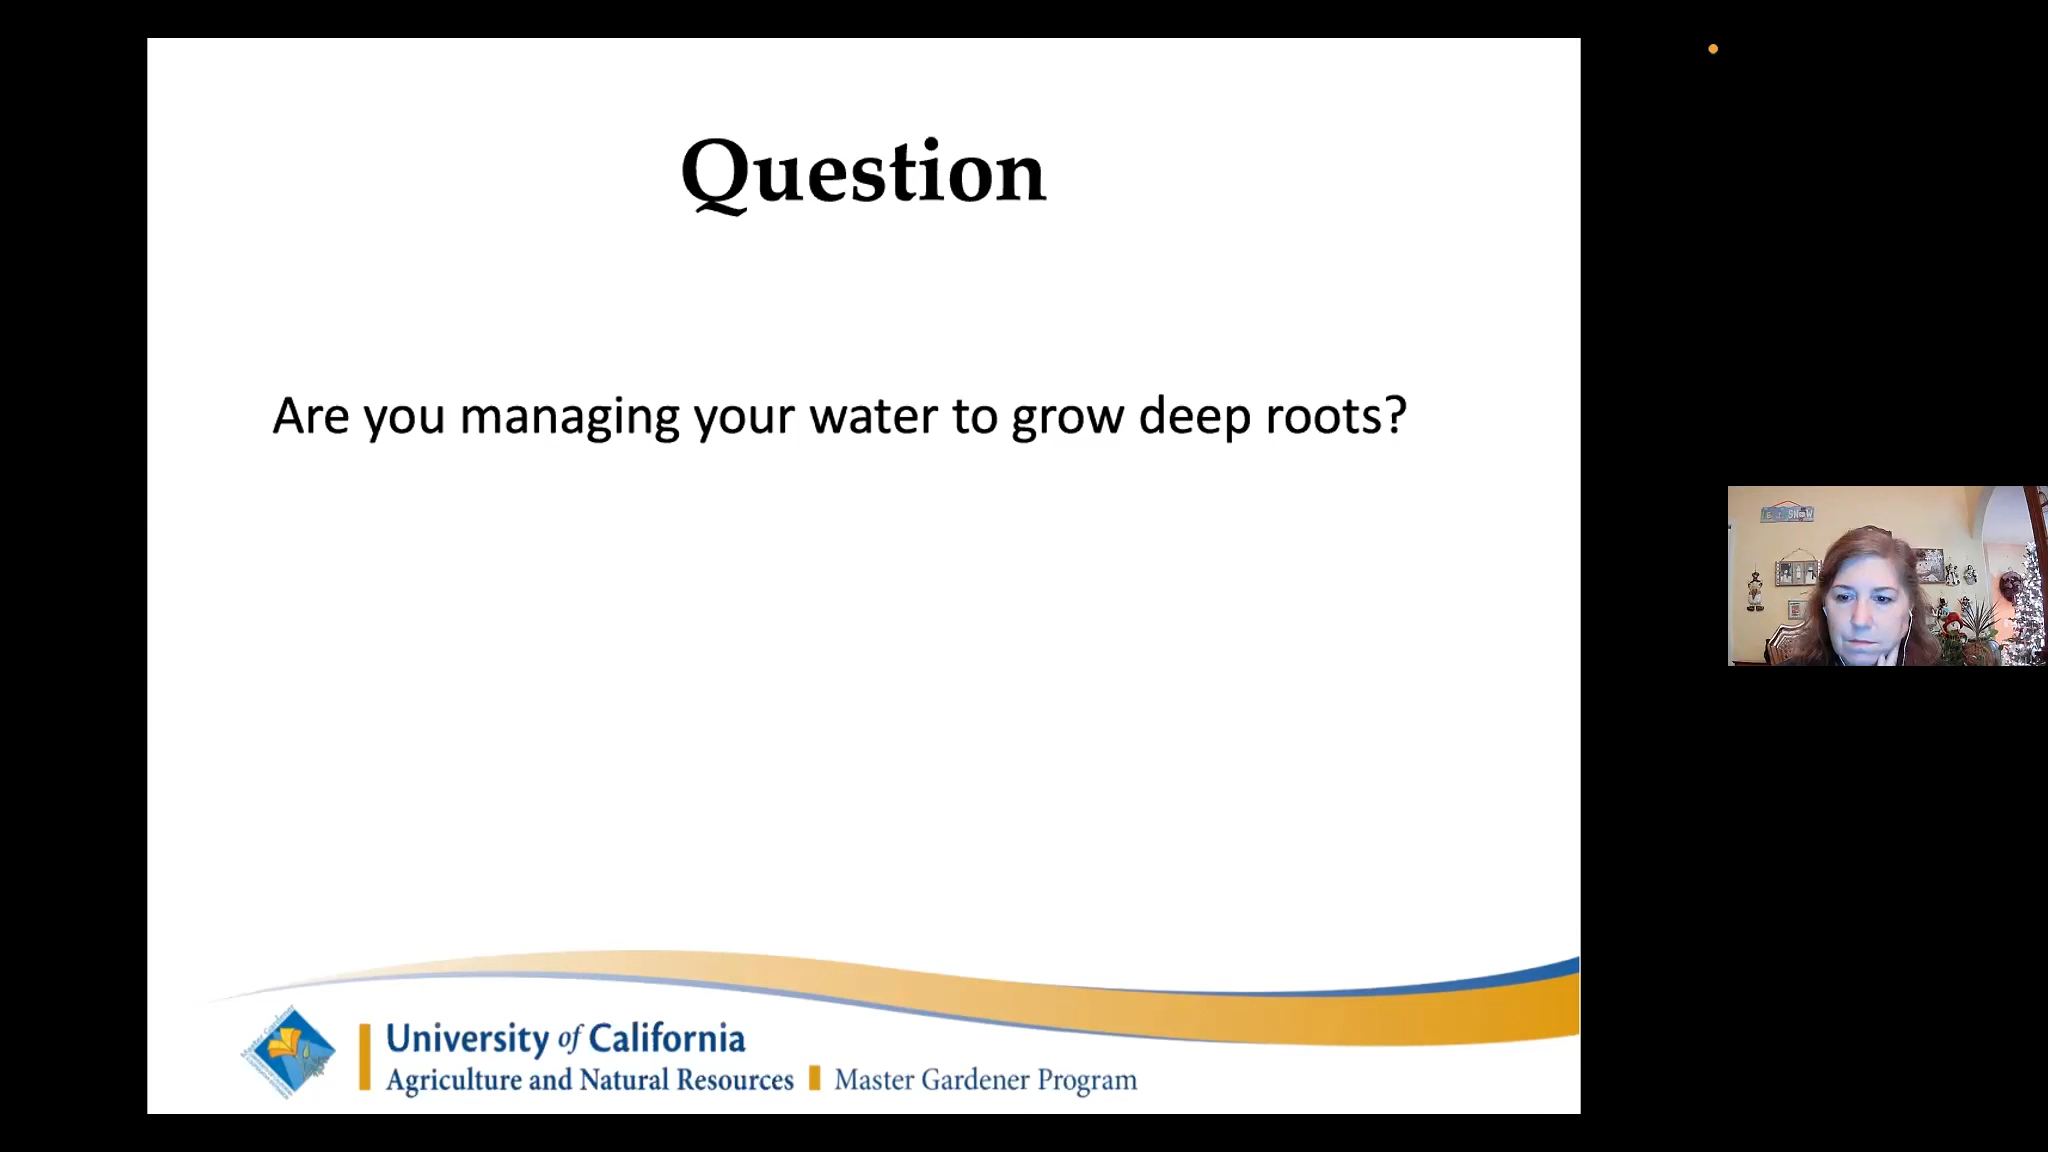 Question
Are you managing your water to grow deep roots?
University of California
Agriculture and Natural Resources
Master Gardener Program
SNOW